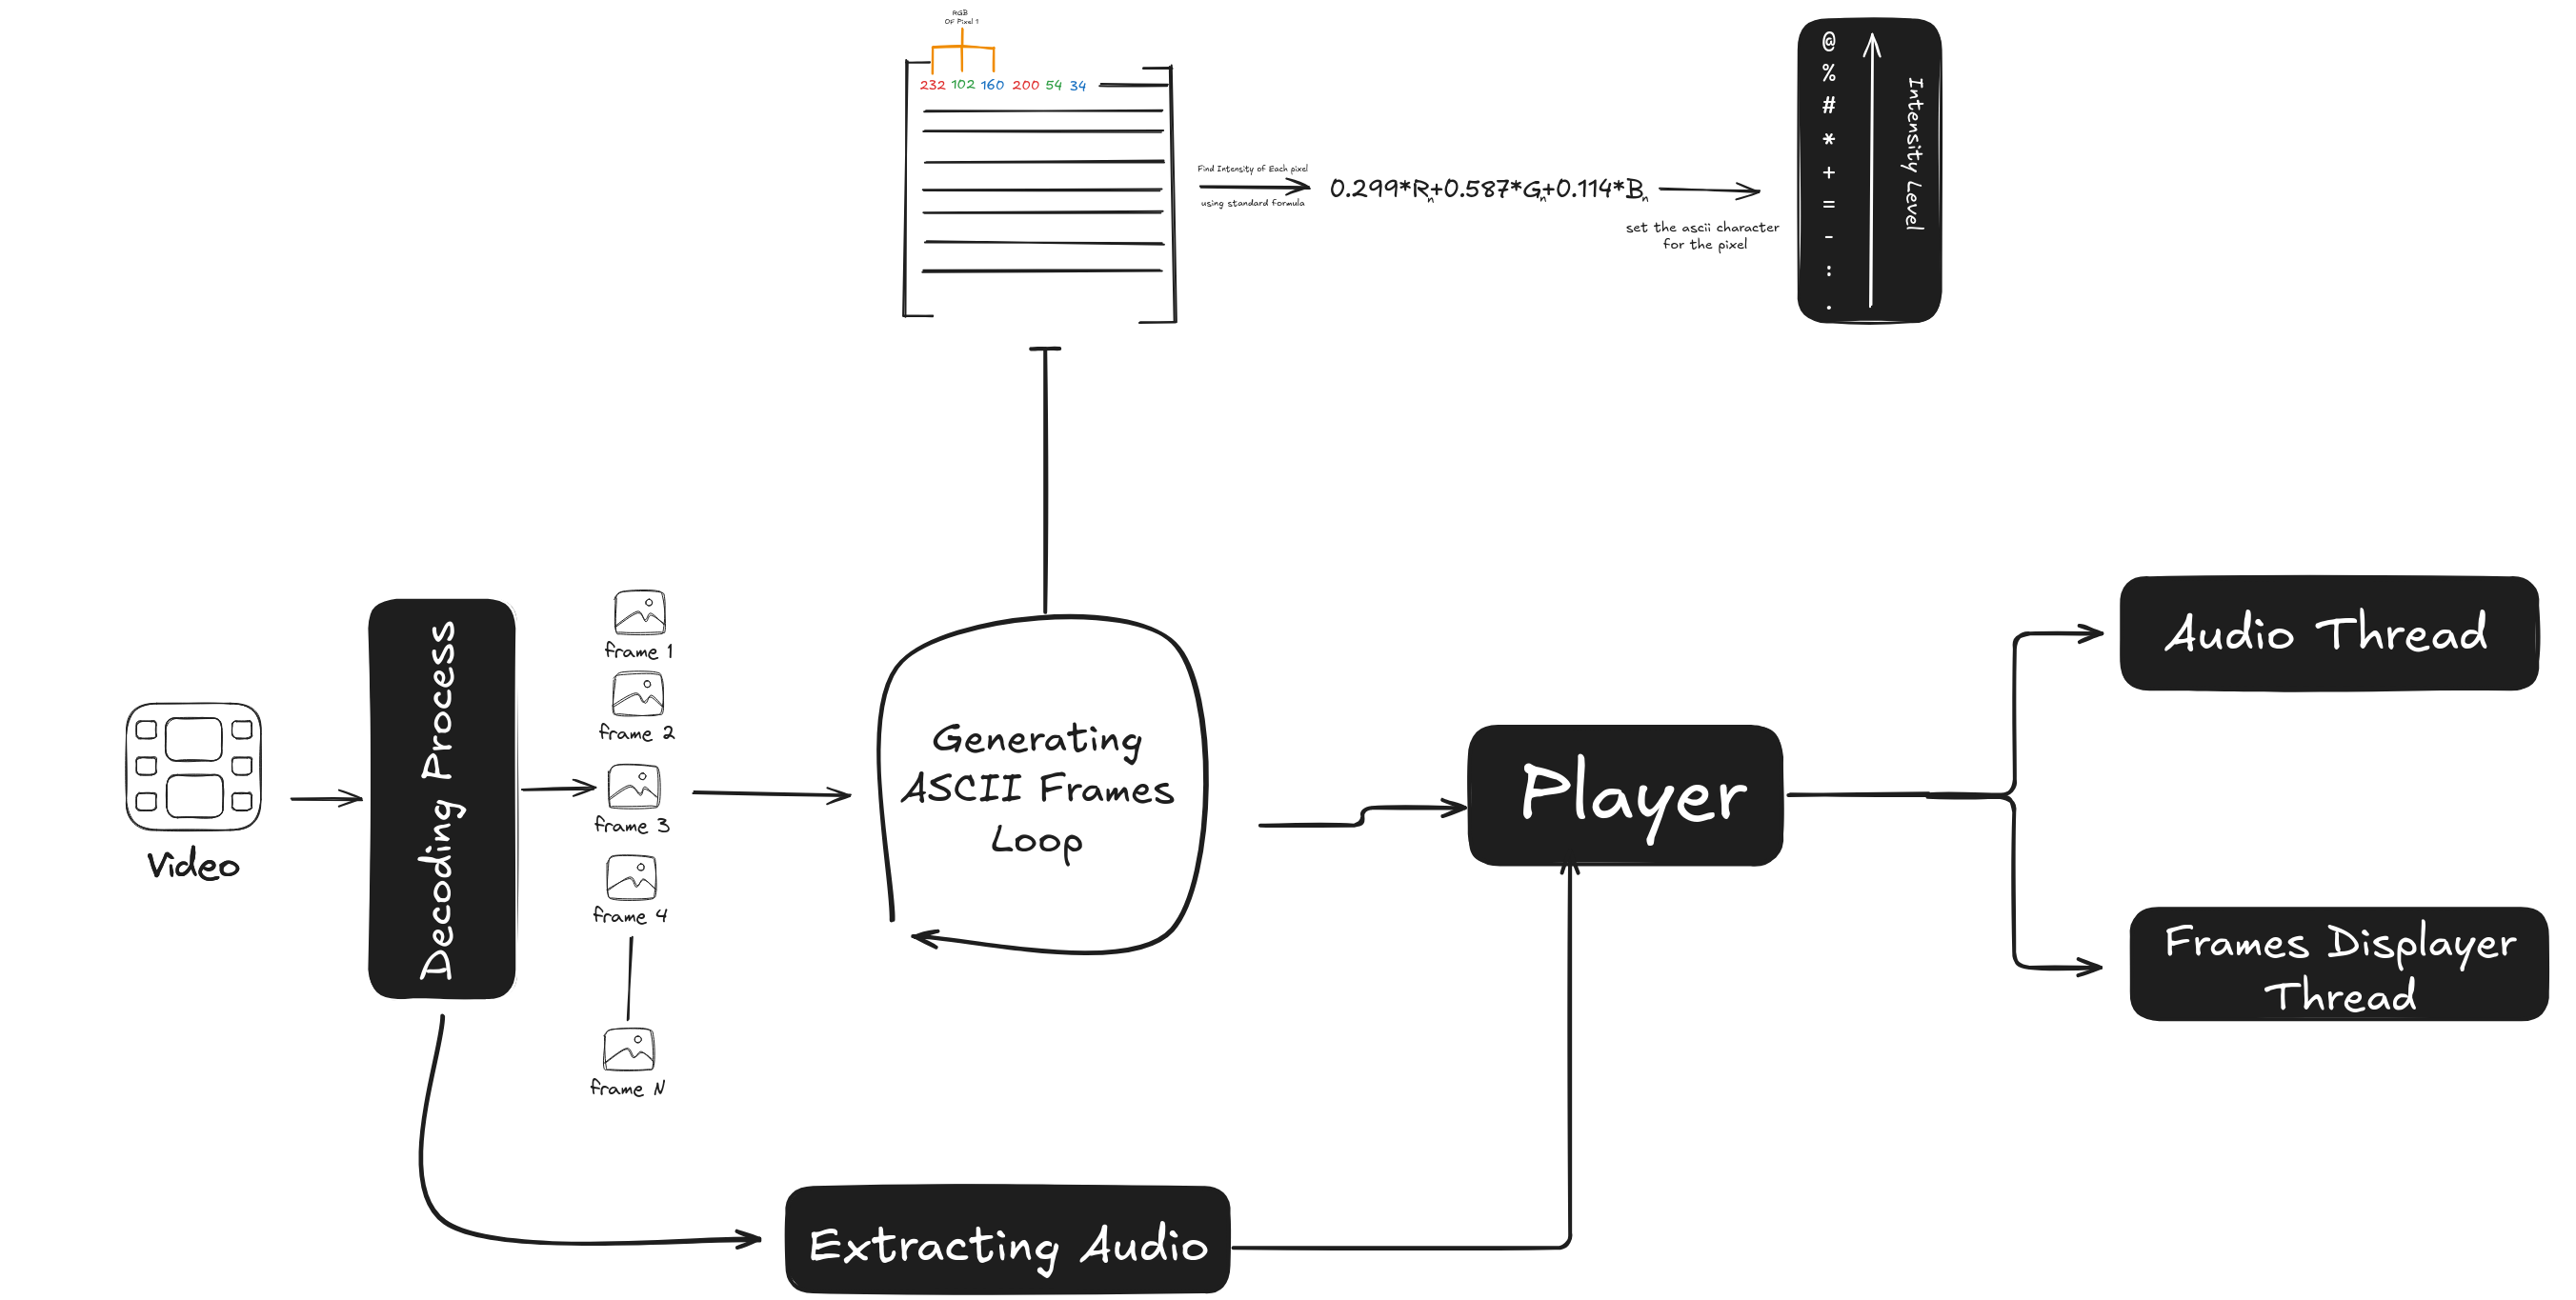 RGB
Of Pixel 1
232 102 160 200 54 34
Find Intensity of Each pixel
using standard formula
0.299*Rn+0.587*Gn+0.114*Bn
set the ascii character
for the pixel
@
%
#
*
+
=
-
:
.
Intensity Level
Video
Decoding Process
frame 1
frame 2
frame 3
frame 4
frame N
Generating
ASCII Frames
Loop
Extracting Audio
Player
Audio Thread
Frames Displayer
Thread